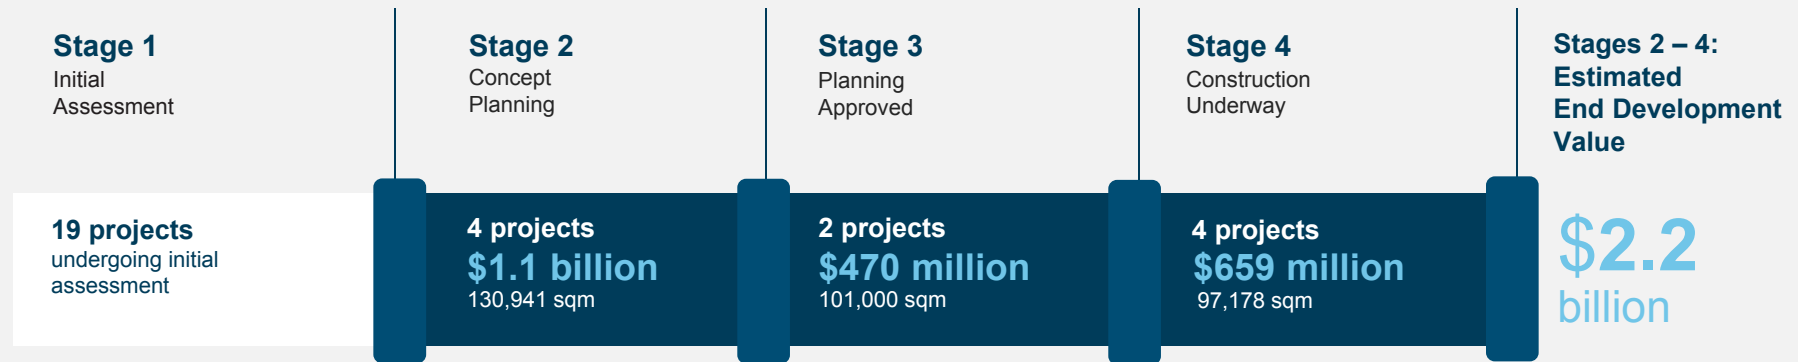 Stage 1
Initial
Assessment
19 projects
undergoing initial
assessment
Stage 2
Concept
Planning
4 projects
$1.1 billion
130,941 sqm
Stage 3
Planning
Approved
2 projects
$470 million
101,000 sqm
Stage 4
Construction
Underway
4 projects
$659 million
97,178 sqm
Stages 2 – 4:
Estimated
End Development
Value
$2.2
billion